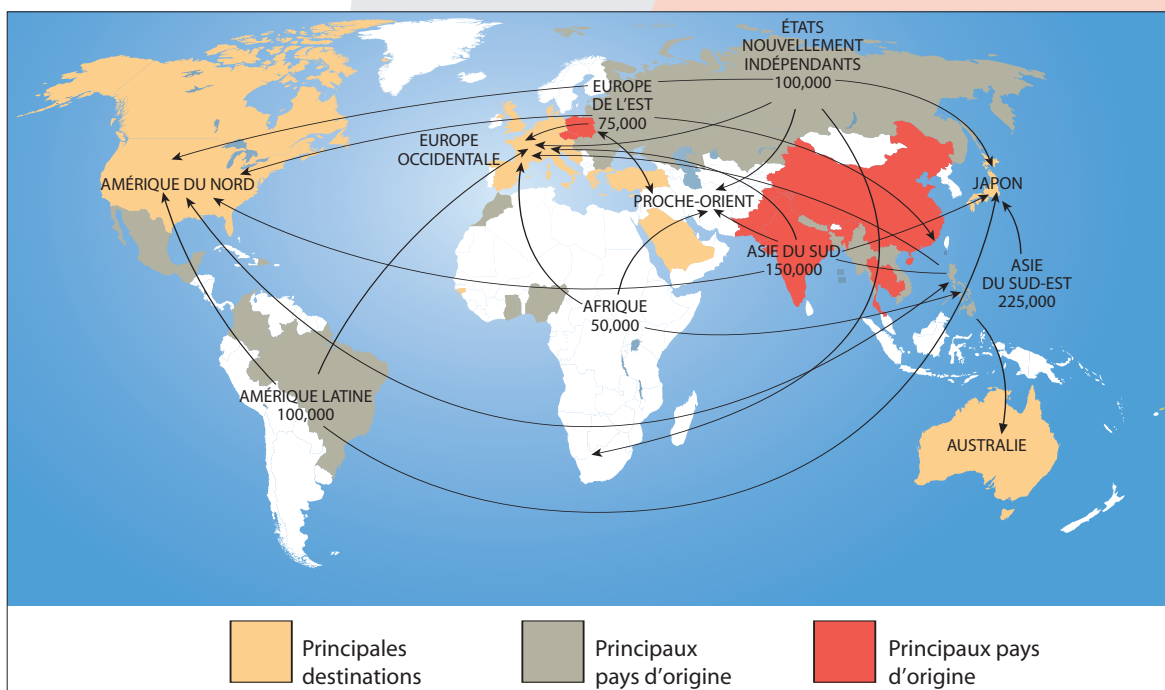 ÉTATS
NOUVELLEMENT
INDÉPENDANTS
100,000
EUROPE
DE L’EST
75,000
EUROPE
OCCIDENTALE
AMÉRIQUE DU NORD
PROCHE-ORIENT
JAPON
ASIE DU SUD
150,000
ASIE
DU SUD-EST
225,000
AFRIQUE
50,000
AMÉRIQUE LATINE
100,000
AUSTRALIE
Principales
destinations
Principaux
pays d’origine
Principaux pays
d’origine